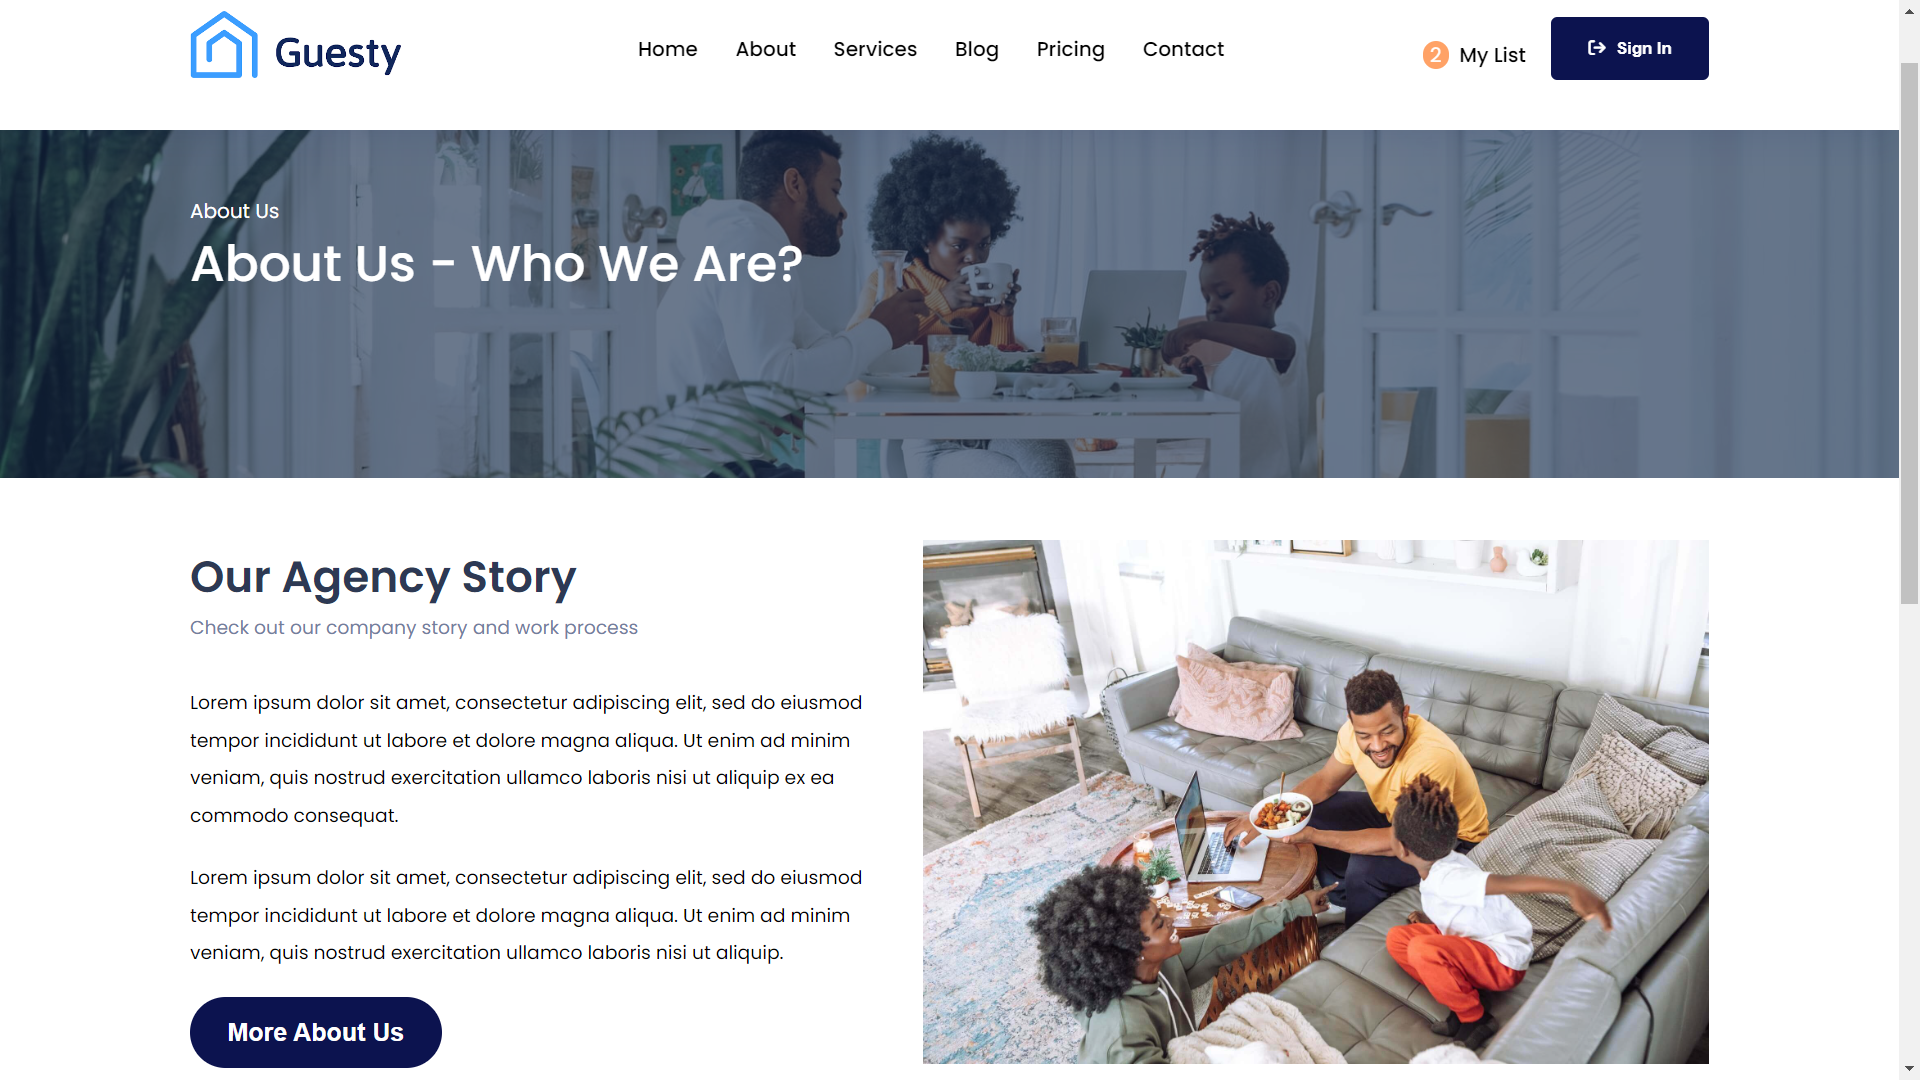 Guesty
Home About Services Blog Pricing Contact
2 My List
Sign In
About Us
About Us - Who We Are?
Our Agency Story
Check out our company story and work process
Lorem ipsum dolor sit amet, consectetur adipiscing elit, sed do eiusmod
tempor incididunt ut labore et dolore magna aliqua. Ut enim ad minim
veniam, quis nostrud exercitation ullamco laboris nisi ut aliquip ex ea
commodo consequat.
Lorem ipsum dolor sit amet, consectetur adipiscing elit, sed do eiusmod
tempor incididunt ut labore et dolore magna aliqua. Ut enim ad minim
veniam, quis nostrud exercitation ullamco laboris nisi ut aliquip.
More About Us